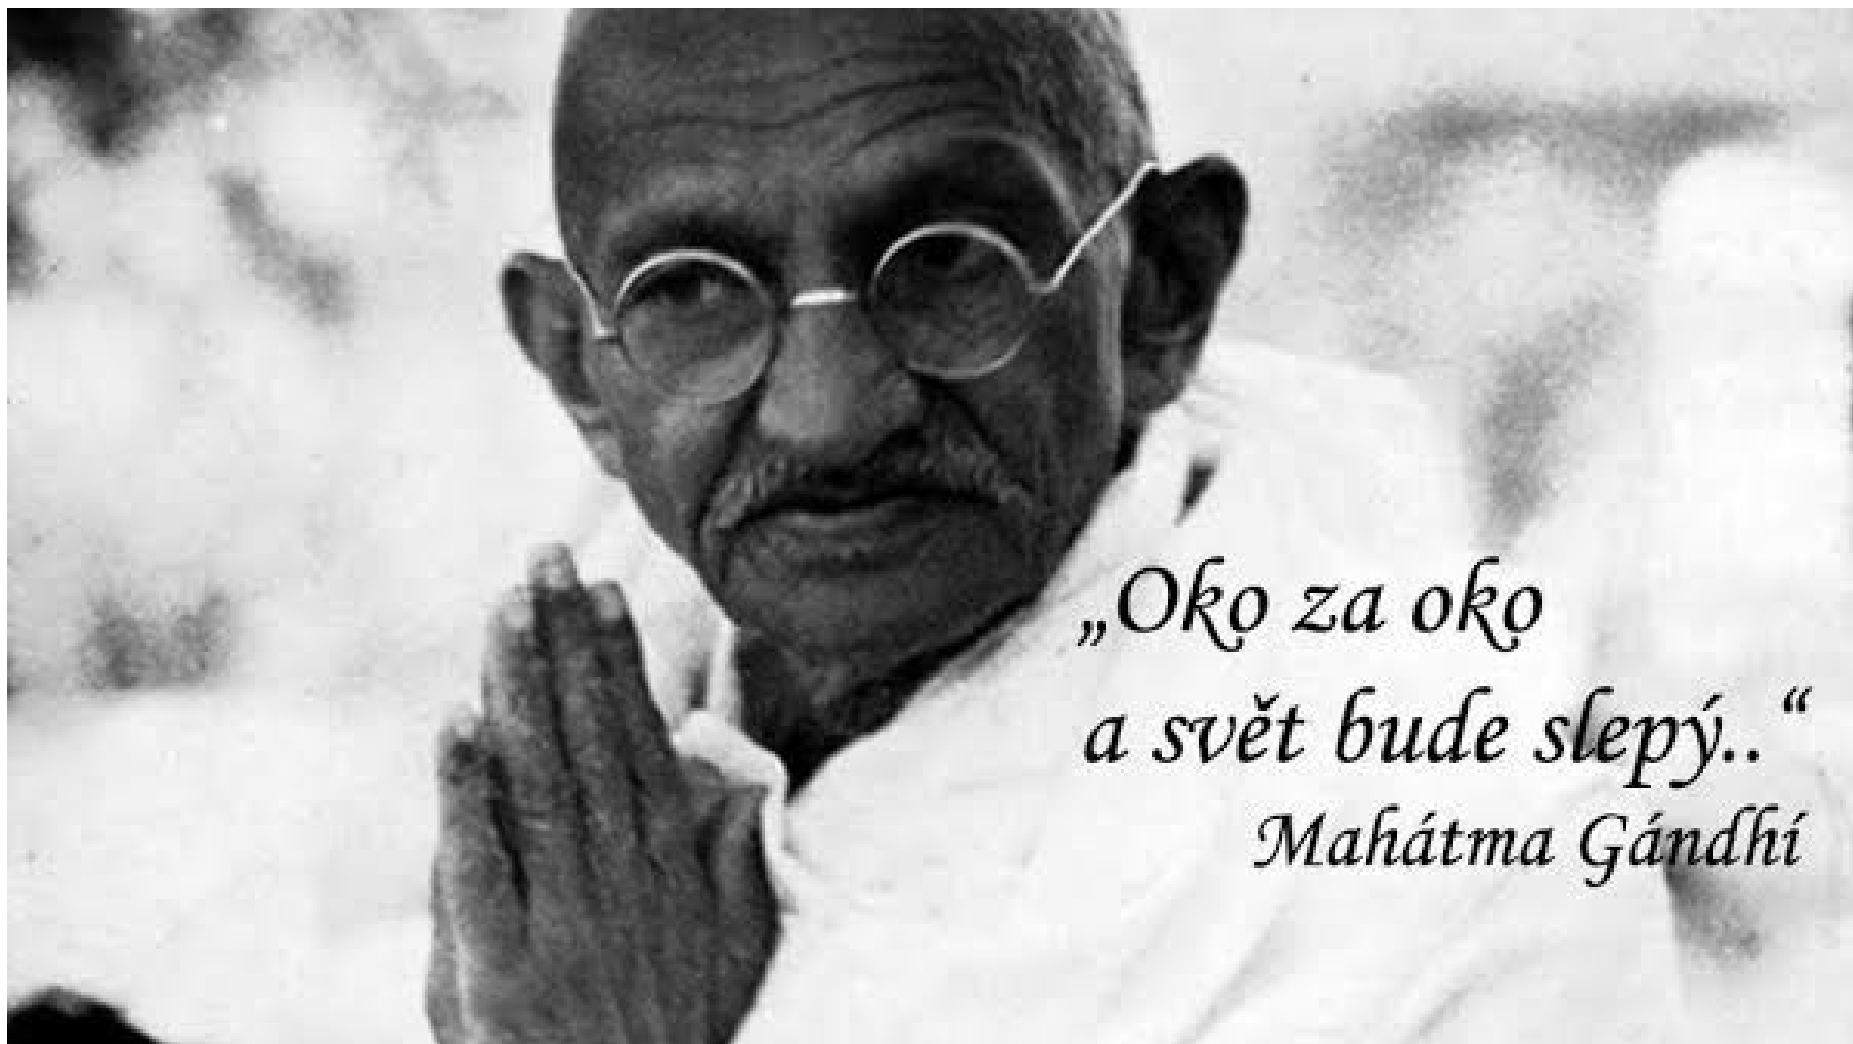 „Oko za oko
a svět bude slepý..“
Mahátma Gándhí